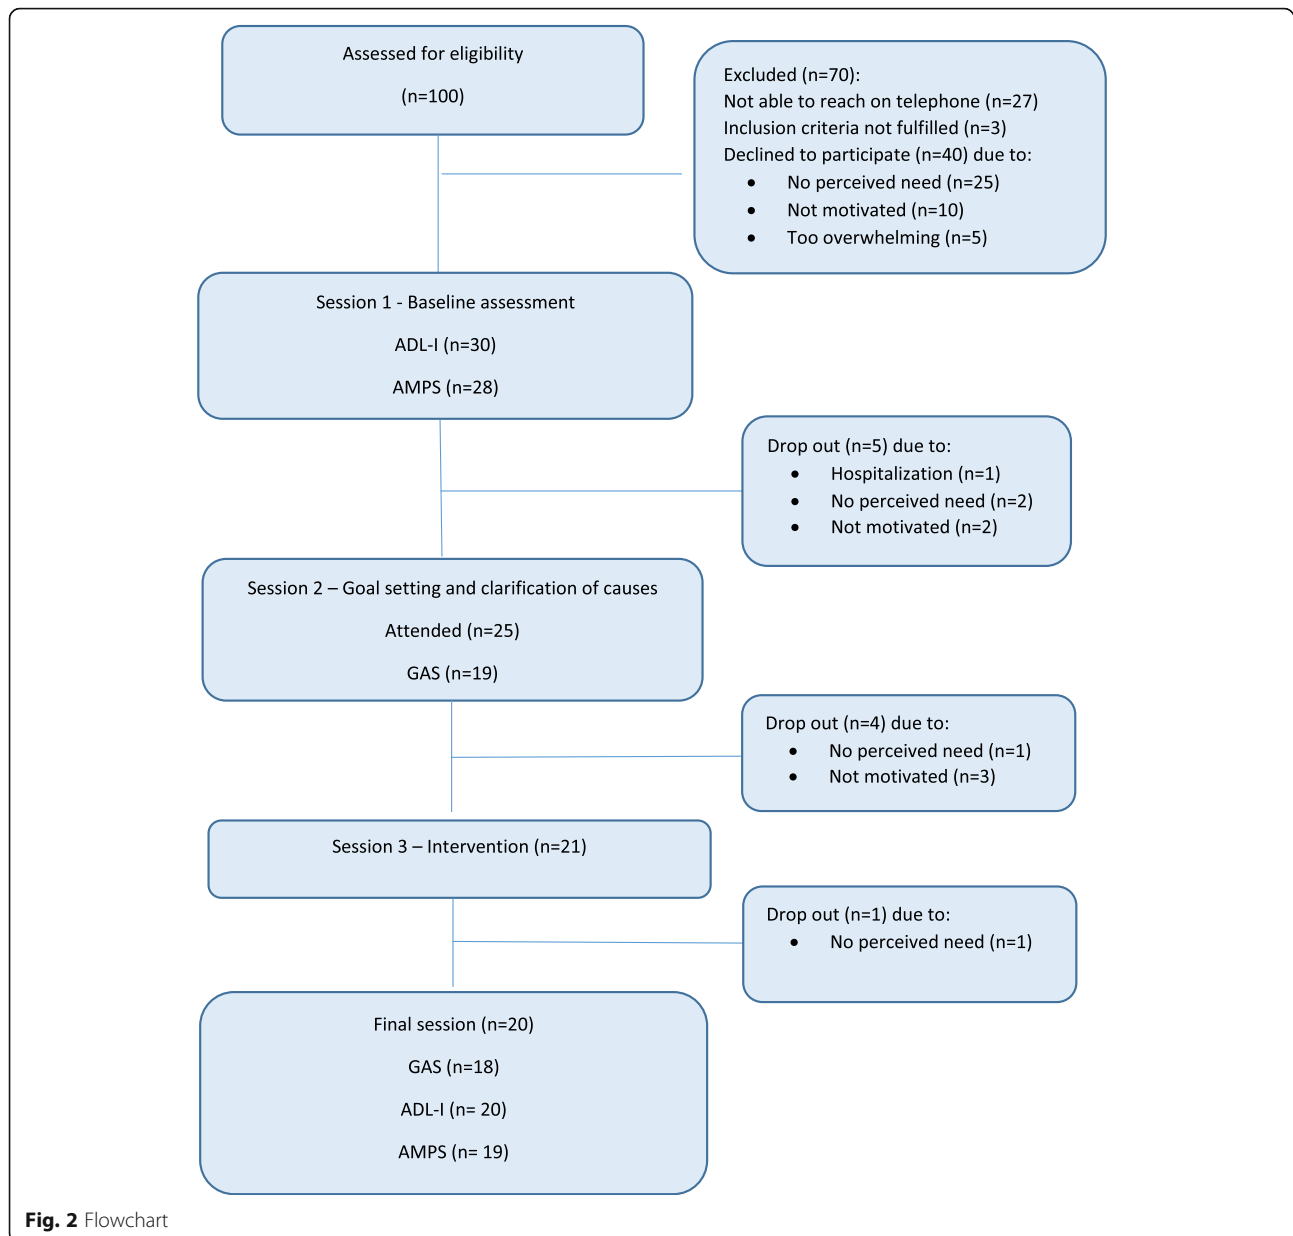 Assessed for eligibility
(n=100)
Excluded (n=70):
Not able to reach on telephone (n=27)
Inclusion criteria not fulfilled (n=3)
Declined to participate (n=40) due to:
• No perceived need (n=25)
• Not motivated (n=10)
• Too overwhelming (n=5)
Session 1 - Baseline assessment
ADL-I (n=30)
AMPS (n=28)
Drop out (n=5) due to:
• Hospitalization (n=1)
• No perceived need (n=2)
• Not motivated (n=2)
Session 2 – Goal setting and clarification of causes
Attended (n=25)
GAS (n=19)
Drop out (n=4) due to:
• No perceived need (n=1)
• Not motivated (n=3)
Session 3 – Intervention (n=21)
Drop out (n=1) due to:
• No perceived need (n=1)
Final session (n=20)
GAS (n=18)
ADL-I (n= 20)
AMPS (n= 19)
Fig. 2 Flowchart